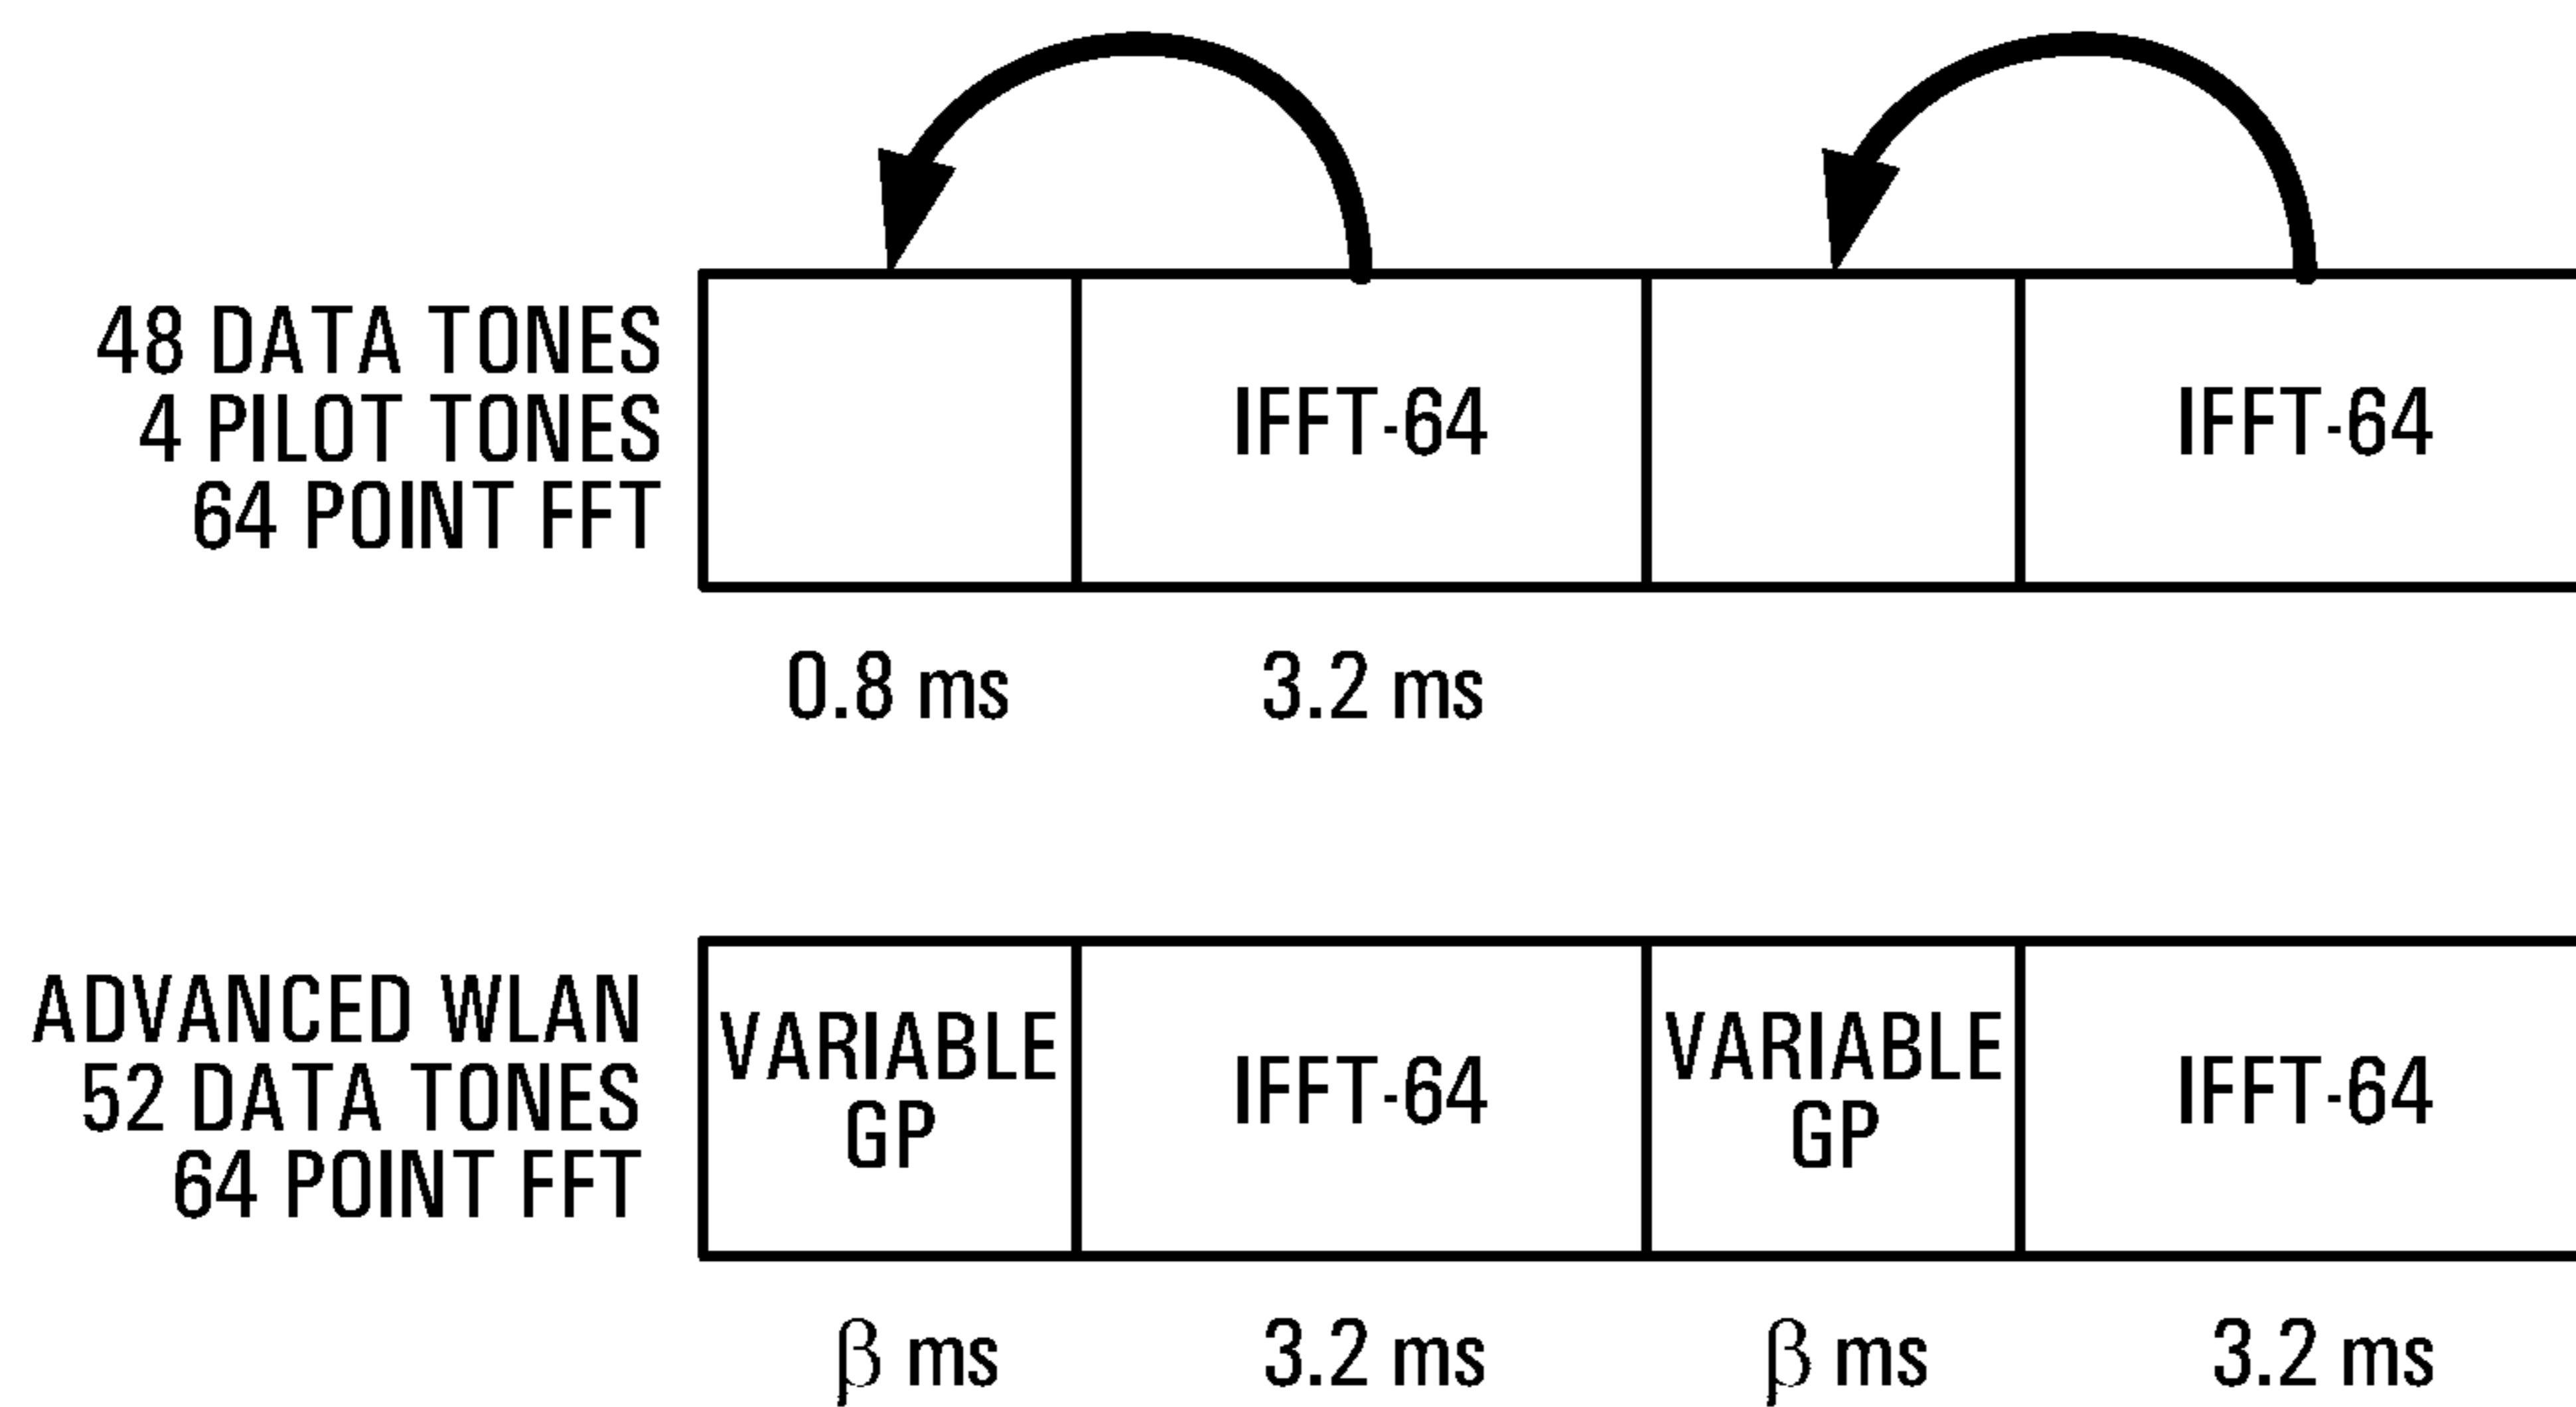 48 DATA TONES
4 PILOT TONES
64 POINT FFT
IFFT-64
IFFT-64
0.8 ms
3.2 ms
ADVANCED WLAN
52 DATA TONES
64 POINT FFT
VARIABLE
GP
IFFT-64
VARIABLE
GP
IFFT-64
β ms
3.2 ms
β ms
3.2 ms